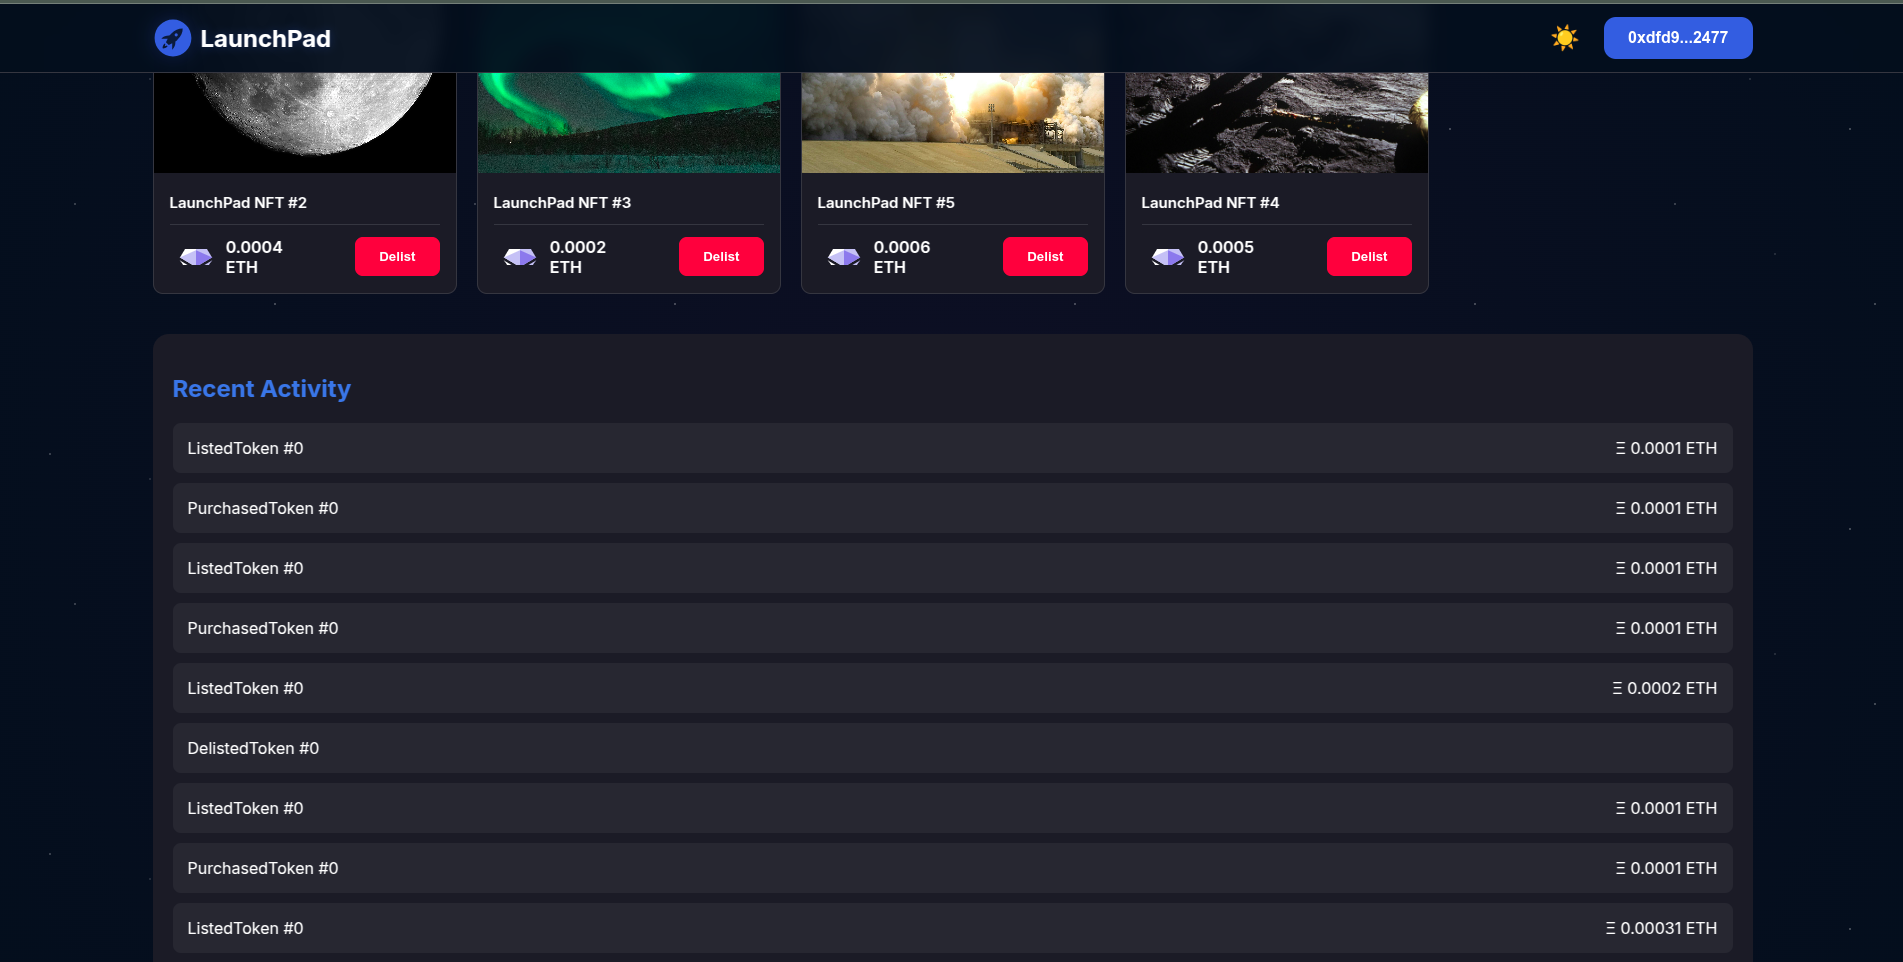 LaunchPad
0xdfd9...2477
LaunchPad NFT #2
0.0004
ETH
Delist
LaunchPad NFT #3
0.0002
ETH
Delist
LaunchPad NFT #5
0.0006
ETH
Delist
LaunchPad NFT #4
0.0005
ETH
Delist
Recent Activity
ListedToken #0 Ξ 0.0001 ETH
PurchasedToken #0 Ξ 0.0001 ETH
ListedToken #0 Ξ 0.0001 ETH
PurchasedToken #0 Ξ 0.0001 ETH
ListedToken #0 Ξ 0.0002 ETH
DelistedToken #0
ListedToken #0 Ξ 0.0001 ETH
PurchasedToken #0 Ξ 0.0001 ETH
ListedToken #0 Ξ 0.00031 ETH